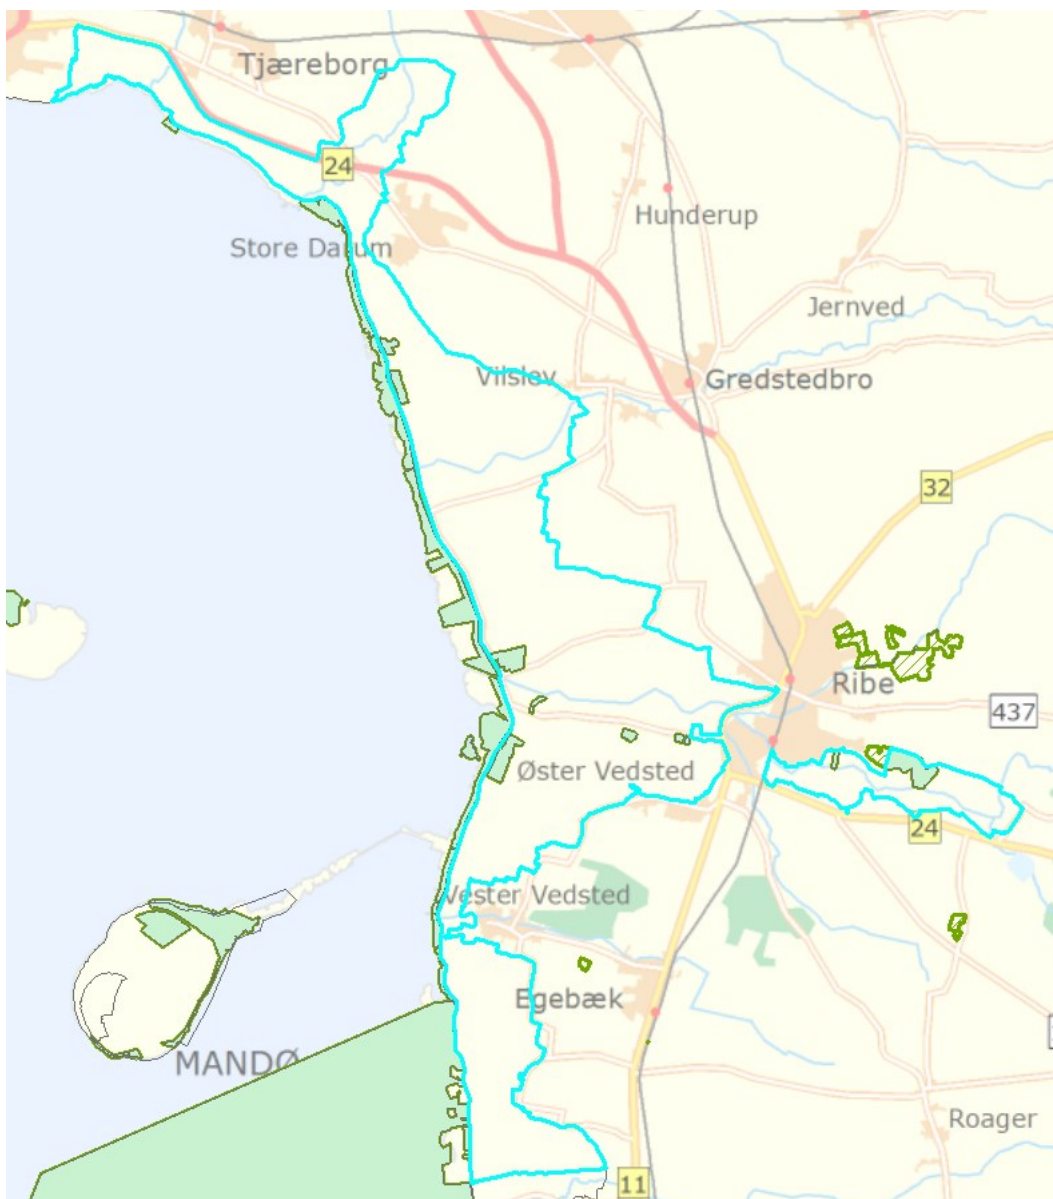 Tjæreborg
24
Hunderup
Store Darum
Jernved
Vilslev
Gredstedbro
32
Ribe
437
Øster Vedsted
24
Vester Vedsted
Egebæk
MANDØ
Roager
11